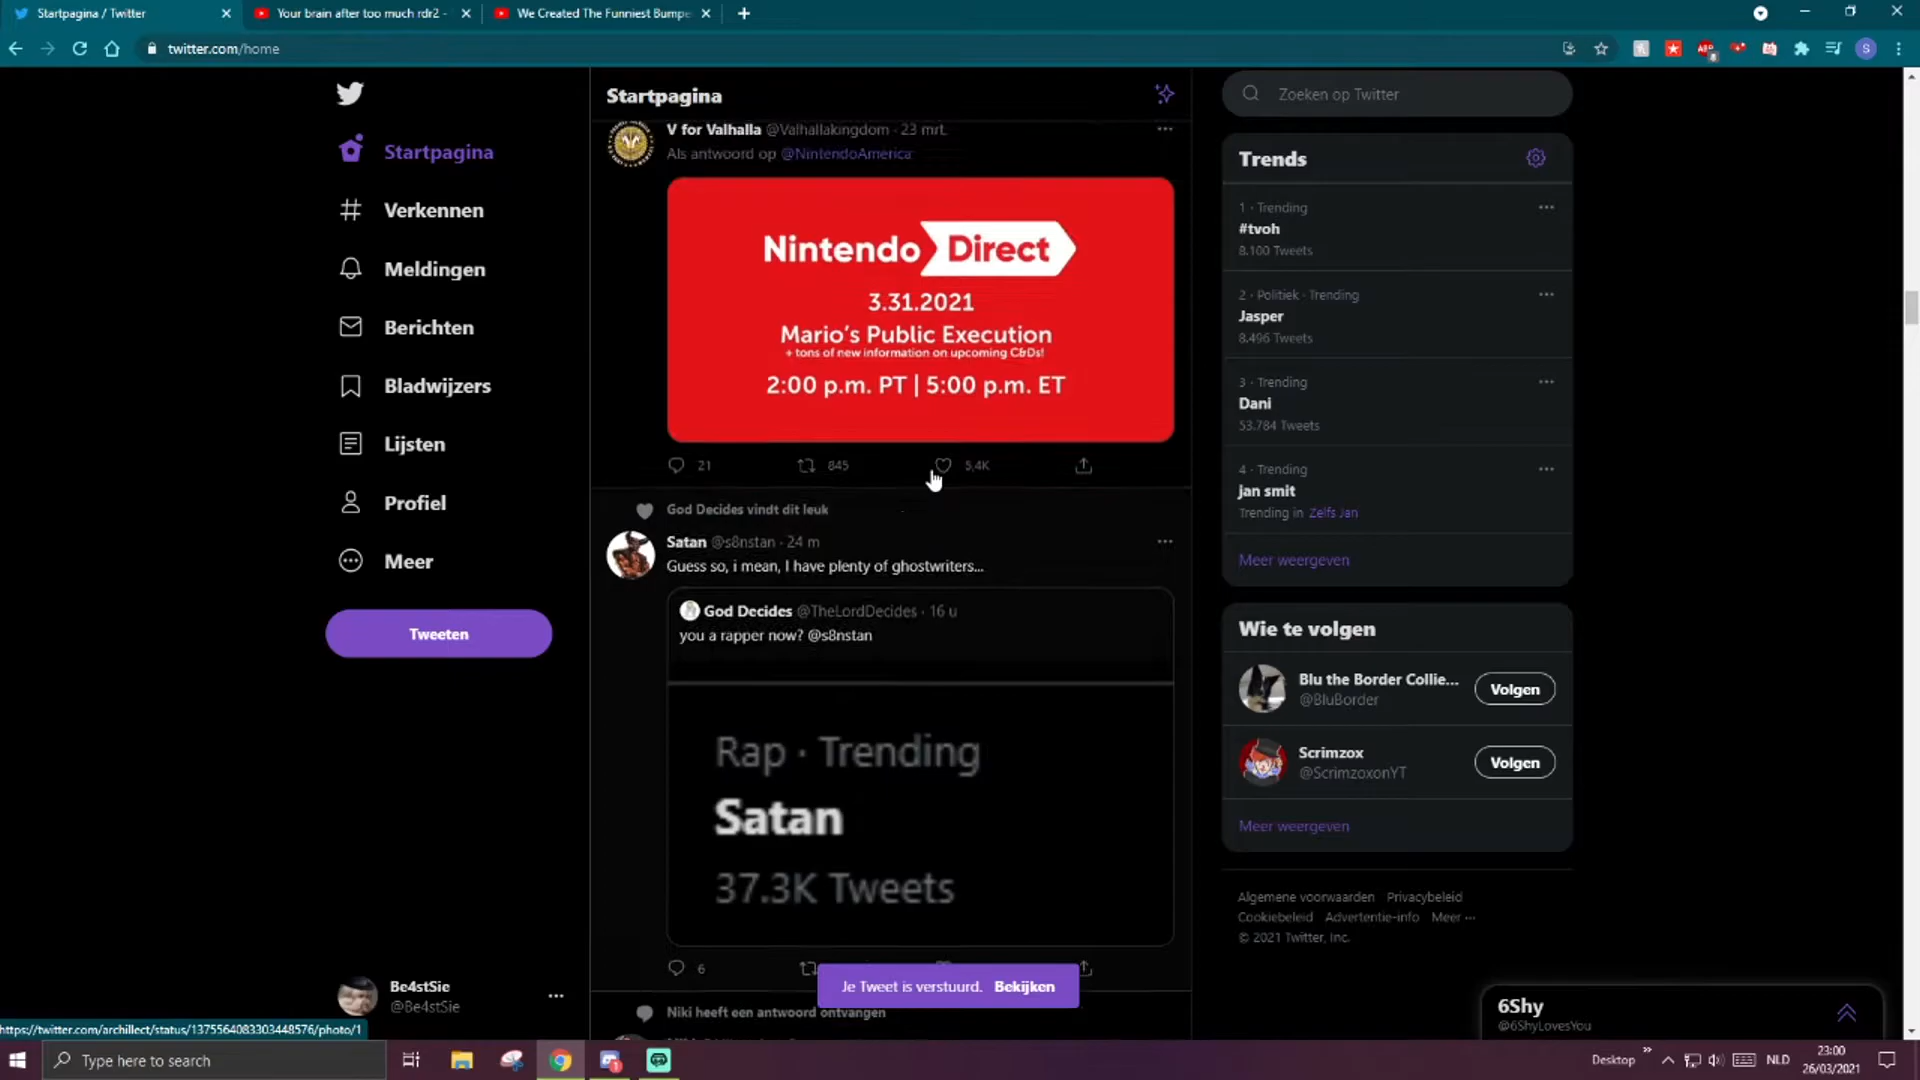 Startpagina / Twitter
Your brain after too much rdr2 -
We Created The Funniest Bumpe
twitter.com/home
ABP
S
Startpagina
Verkennen
Meldingen
Berichten
Bladwijzers
Lijsten
Profiel
Meer
Tweeten
Be4stSie
@Be4stSie
Startpagina
V for Valhalla @Valhallakingdom · 23 mrt.
Als antwoord op @NintendoAmerica
Nintendo Direct
3.31.2021
Mario's Public Execution
+ tons of new information on upcoming C&Ds!
2:00 p.m. PT | 5:00 p.m. ET
21
845
5,4K
God Decides vindt dit leuk
Satan @s8nstan · 24 m
Guess so, i mean, I have plenty of ghostwriters...
God Decides @TheLordDecides · 16 u
you a rapper now? @s8nstan
Rap · Trending
Satan
37.3K Tweets
6
Je Tweet is verstuurd. Bekijken
Niki heeft een antwoord ontvangen
Zoeken op Twitter
Trends
1 · Trending
#tvoh
8.100 Tweets
2 · Politiek · Trending
Jasper
8.496 Tweets
3 · Trending
Dani
53.784 Tweets
4 · Trending
jan smit
Trending in Zelfs Jan
Meer weergeven
Wie te volgen
Blu the Border Collie...
@BluBorder
Volgen
Scrimzox
@ScrimzoxonYT
Volgen
Meer weergeven
Algemene voorwaarden Privacybeleid
Cookiebeleid Advertentie-info Meer ···
© 2021 Twitter, Inc.
6Shy
@6ShyLovesYou
https://twitter.com/archillect/status/1375564083303448576/photo/1
Type here to search
Desktop
NLD
23:00
26/03/2021